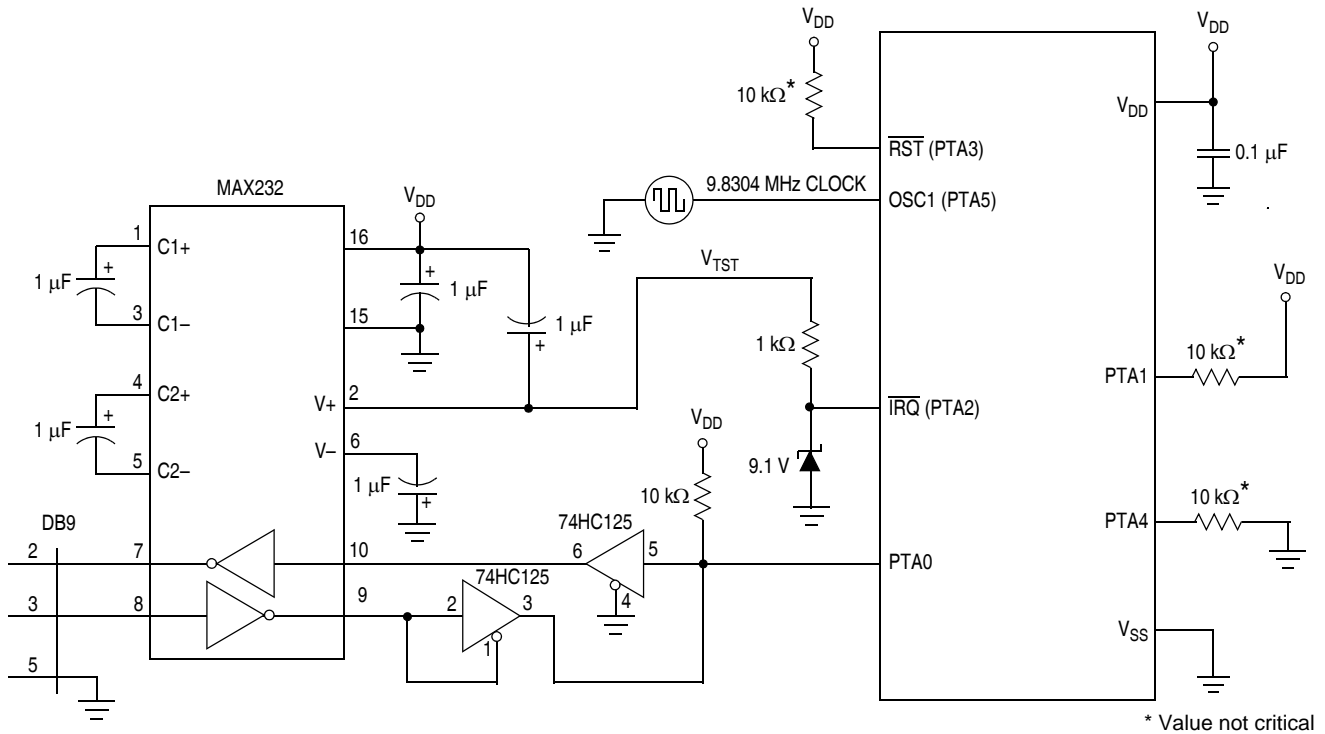 V_DD
V_DD
10 kΩ*
V_DD
0.1 µF
RST (PTA3)
9.8304 MHz CLOCK
OSC1 (PTA5)
MAX232
V_DD
1
C1+
16
1 µF
+
+
1 µF
V_TST
V_DD
3
C1–
15
1 µF
+
1 kΩ
10 kΩ*
PTA1
4
C2+
V+
2
IRQ (PTA2)
1 µF
+
V_DD
V–
6
9.1 V
5
C2–
1 µF
+
10 kΩ
10 kΩ*
PTA4
DB9
74HC125
2
7
10
6
5
PTA0
74HC125
4
3
8
9
2
3
1
V_SS
5
* Value not critical